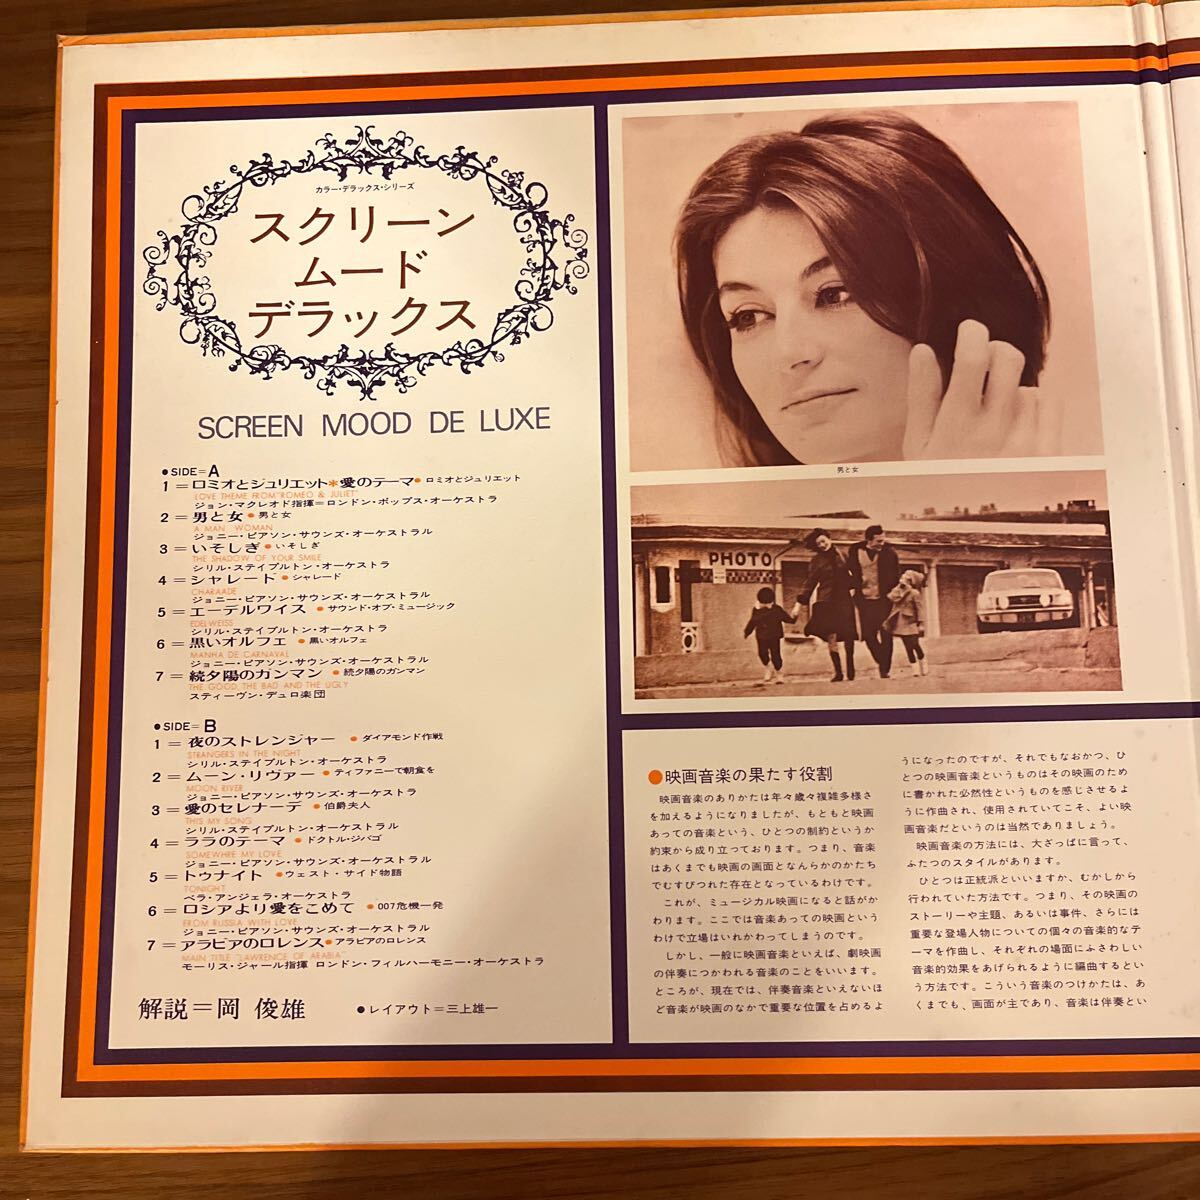 カラー・デラックス・シリーズ
スクリーン
ムード
デラックス
SCREEN MOOD DE LUXE
●SIDE=A
1=ロミオとジュリエット*愛のテーマ●ロミオとジュリエット
LOVE THEME FROM "ROMEO & JULIET"
ジョン・マクレオド指揮=ロンドン・ポップス・オーケストラ
2=男と女●男と女
A MAN WOMAN
ジョニー・ピアソン・サウンズ・オーケストラル
3=いそしぎ●いそしぎ
THE SHADOW OF YOUR SMILE
シリル・ステイプルトン・オーケストラ
4=シャレード●シャレード
CHARAADE
ジョニー・ピアソン・サウンズ・オーケストラル
5=エーデルワイス●サウンド・オブ・ミュージック
EDELWEISS
シリル・ステイプルトン・オーケストラ
6=黒いオルフェ●黒いオルフェ
MANHA DE CARNAVAL
ジョニー・ピアソン・サウンズ・オーケストラル
7=続夕陽のガンマン●続夕陽のガンマン
THE GOOD, THE BAD AND THE UGLY
スティーヴン・デュロ楽団
●SIDE=B
1=夜のストレンジャー●ダイアモンド作戦
STRANGERS IN THE NIGHT
シリル・ステイプルトン・オーケストラ
2=ムーン・リヴァー●ティファニーで朝食を
MOON RIVER
ジョニー・ピアソン・サウンズ・オーケストラ
3=愛のセレナーデ●伯爵夫人
THIS MY SONG
シリル・ステイプルトン・オーケストラ
4=ララのテーマ●ドクトル・ジバゴ
SOMEWHRE MY LOVE
ジョニー・ピアソン・サウンズ・オーケストラル
5=トゥナイト●ウェスト・サイド物語
TONIGHT
ペラ・アンジェラ・オーケストラ
6=ロシアより愛をこめて●007危機一発
FROM RUSSIA WITH LOVE
ジョニー・ピアソン・サウンズ・オーケストラル
7=アラビアのロレンス●アラビアのロレンス
MAIN TITLE "LAWRENCE OF ARABIA"
モーリス・ジャール指揮 ロンドン・フィルハーモニー・オーケストラ
解説=岡 俊雄 ●レイアウト=三上雄一
男と女
PHOTO
●映画音楽の果たす役割
映画音楽のありかたは年々歳々複雑多様さ
を加えるようになりましたが、もともと映画
あっての音楽という、ひとつの制約というか
約束から成り立っております。つまり、音楽
はあくまでも映画の画面となんらかのかたち
でむすびつれた存在となっているわけです。
これが、ミュージカル映画になると話がか
わります。ここでは音楽あっての映画という
わけで立場はいれかわってしまうのです。
しかし、一般に映画音楽といえば、劇映画
の伴奏につかわれる音楽のことをいいます。
ところが、現在では、伴奏音楽といえないほ
ど音楽が映画のなかで重要な位置を占めるよ
うになったのですが、それでもなおかつ、ひ
とつの映画音楽というものはその映画のため
に書かれた必然性というものを感じさせるよ
うに作曲され、使用されていてこそ、よい映
画音楽だというのは当然でありましょう。
映画音楽の方法には、大ざっぱに言って、
ふたつのスタイルがあります。
ひとつは正統派といいますか、むかしから
行われていた方法です。つまり、その映画の
ストーリーや主題、あるいは事件、さらには
重要な登場人物についての個々の音楽的なテ
ーマを作曲し、それぞれの場面にふさわしい
音楽的効果をあげられるように編曲するとい
う方法です。こういう音楽のつけかたは、あ
くまでも、画面が主であり、音楽は伴奏とい